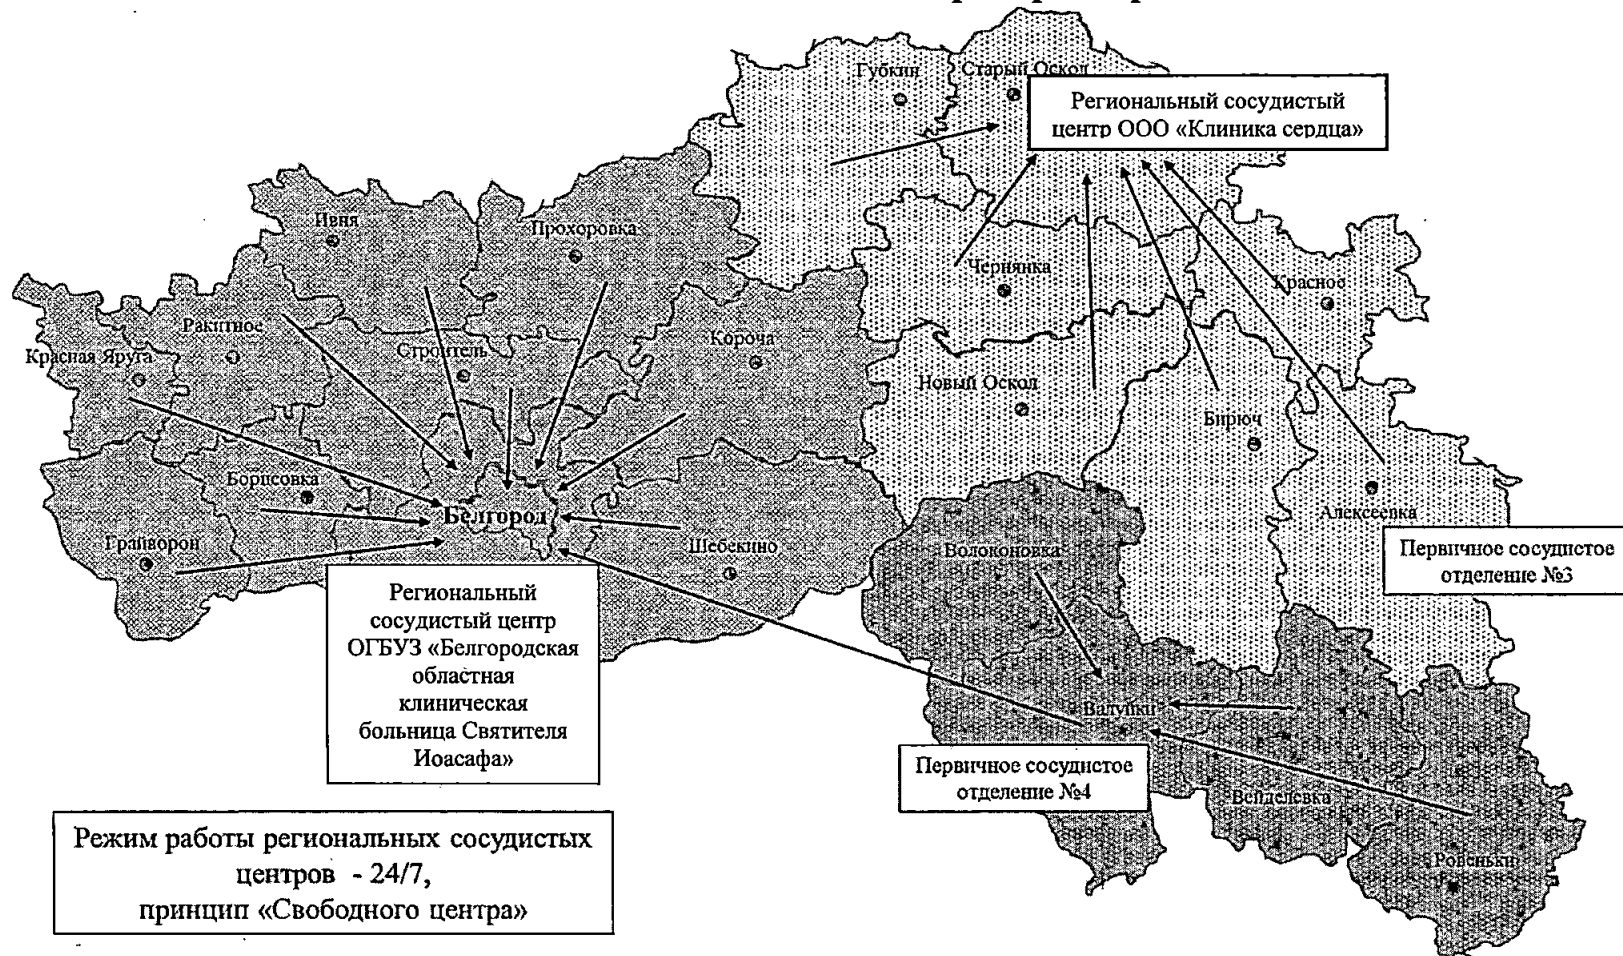 Губкин
Старый Оскол
Региональный сосудистый
центр ООО «Клиника сердца»
Ивня
Прохоровка
Чернянка
Красное
Ракитное
Красная Яруга
Строитель
Короча
Новый Оскол
Бирюч
Борисовка
Белгород
Алексеевка
Грайворон
Шебекино
Волоконовка
Первичное сосудистое
отделение №3
Региональный
сосудистый центр
ОГБУЗ «Белгородская
областная
клиническая
больница Святителя
Иоасафа»
Валуйки
Первичное сосудистое
отделение №4
Вейделевка
Ровеньки
Режим работы региональных сосудистых
центров - 24/7,
принцип «Свободного центра»